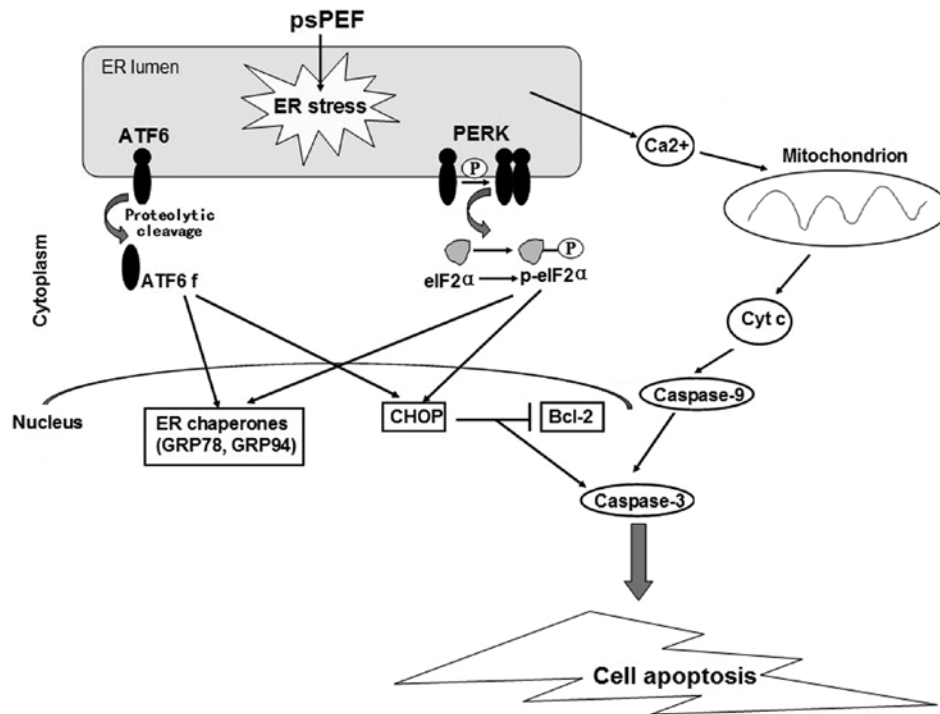 psPEF
ER lumen
ER stress
ATF6
PERK
P
Ca2+
Mitochondrion
Proteolytic
cleavage
P
ATF6 f
eIF2α
p-eIF2α
Cytoplasm
Cyt c
Caspase-9
Nucleus
ER chaperones
(GRP78, GRP94)
CHOP
Bcl-2
Caspase-3
Cell apoptosis